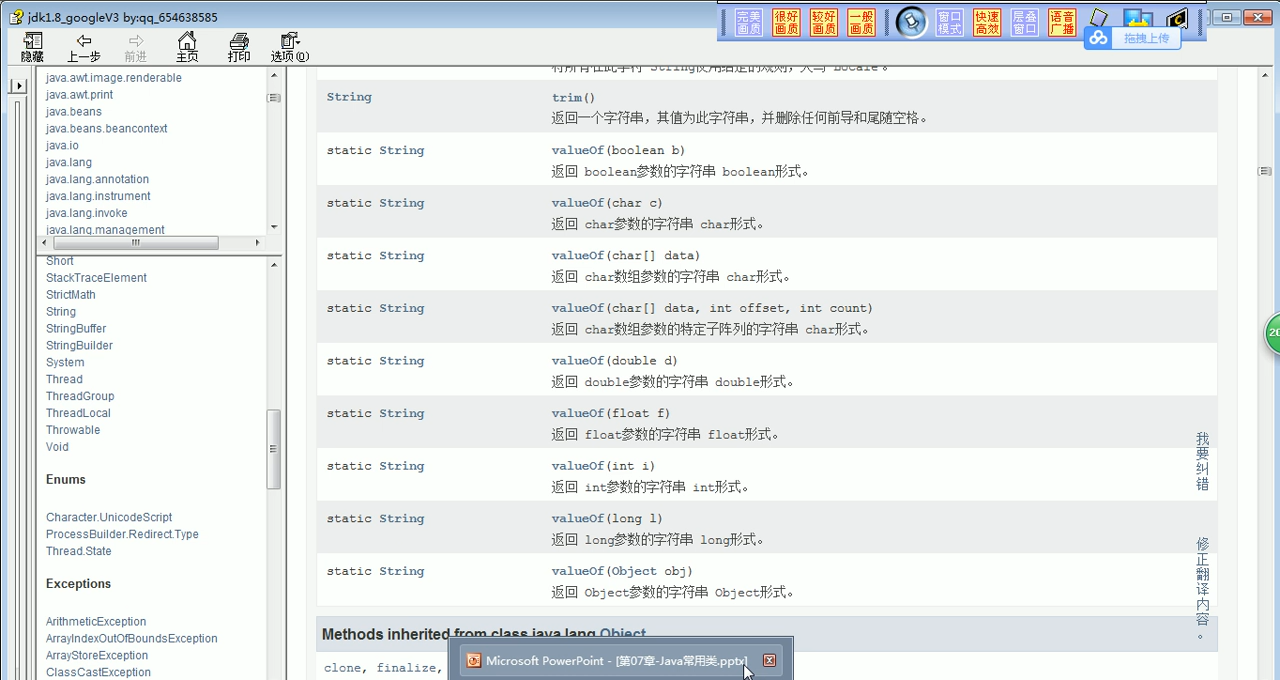 jdk1.8_googleV3 by:qq_654638585
完美画质
很好画质
较好画质
一般画质
窗口模式
快速高效
层叠窗口
语音广播
拖拽上传
隐藏
上一步
前进
主页
打印
选项(O)
java.awt.image.renderable
java.awt.print
java.beans
java.beans.beancontext
java.io
java.lang
java.lang.annotation
java.lang.instrument
java.lang.invoke
java.lang.management
Short
StackTraceElement
StrictMath
String
StringBuffer
StringBuilder
System
Thread
ThreadGroup
ThreadLocal
Throwable
Void
Enums
Character.UnicodeScript
ProcessBuilder.Redirect.Type
Thread.State
Exceptions
ArithmeticException
ArrayIndexOutOfBoundsException
ArrayStoreException
ClassCastException
String trim()
返回一个字符串，其值为此字符串，并删除任何前导和尾随空格。
static String valueOf(boolean b)
返回 boolean参数的字符串 boolean形式。
static String valueOf(char c)
返回 char参数的字符串 char形式。
static String valueOf(char[] data)
返回 char数组参数的字符串 char形式。
static String valueOf(char[] data, int offset, int count)
返回 char数组参数的特定子阵列的字符串 char形式。
static String valueOf(double d)
返回 double参数的字符串 double形式。
static String valueOf(float f)
返回 float参数的字符串 float形式。
static String valueOf(int i)
返回 int参数的字符串 int形式。
static String valueOf(long l)
返回 long参数的字符串 long形式。
static String valueOf(Object obj)
返回 Object参数的字符串 Object形式。
Methods inherited from class java.lang.Object
clone, finalize,
Microsoft PowerPoint - [第07章-Java常用类.pptx]
我要纠错
修正翻译内容。